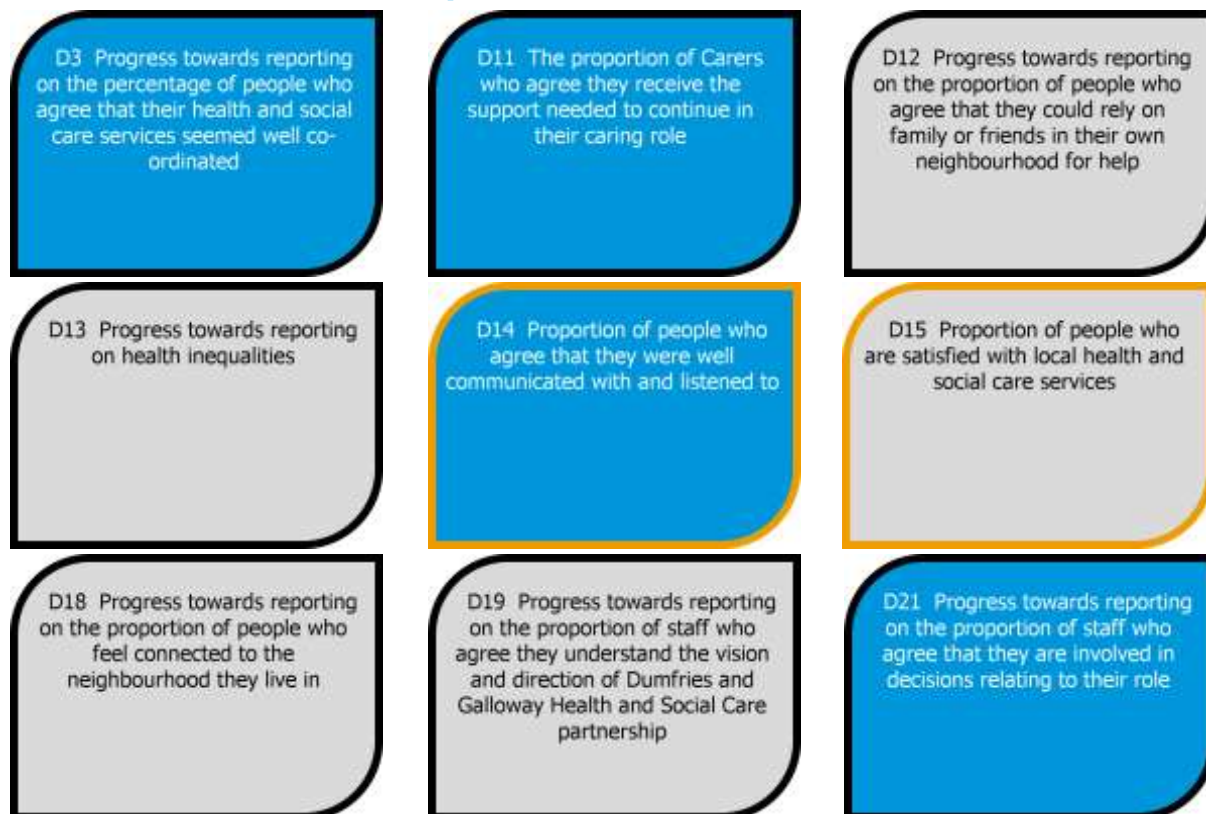 D3 Progress towards reporting
on the percentage of people who
agree that their health and social
care services seemed well co-
ordinated
D11 The proportion of Carers
who agree they receive the
support needed to continue in
their caring role
D12 Progress towards reporting
on the proportion of people who
agree that they could rely on
family or friends in their own
neighbourhood for help
D13 Progress towards reporting
on health inequalities
D14 Proportion of people who
agree that they were well
communicated with and listened to
D15 Proportion of people who
are satisfied with local health and
social care services
D18 Progress towards reporting
on the proportion of people who
feel connected to the
neighbourhood they live in
D19 Progress towards reporting
on the proportion of staff who
agree they understand the vision
and direction of Dumfries and
Galloway Health and Social Care
partnership
D21 Progress towards reporting
on the proportion of staff who
agree that they are involved in
decisions relating to their role